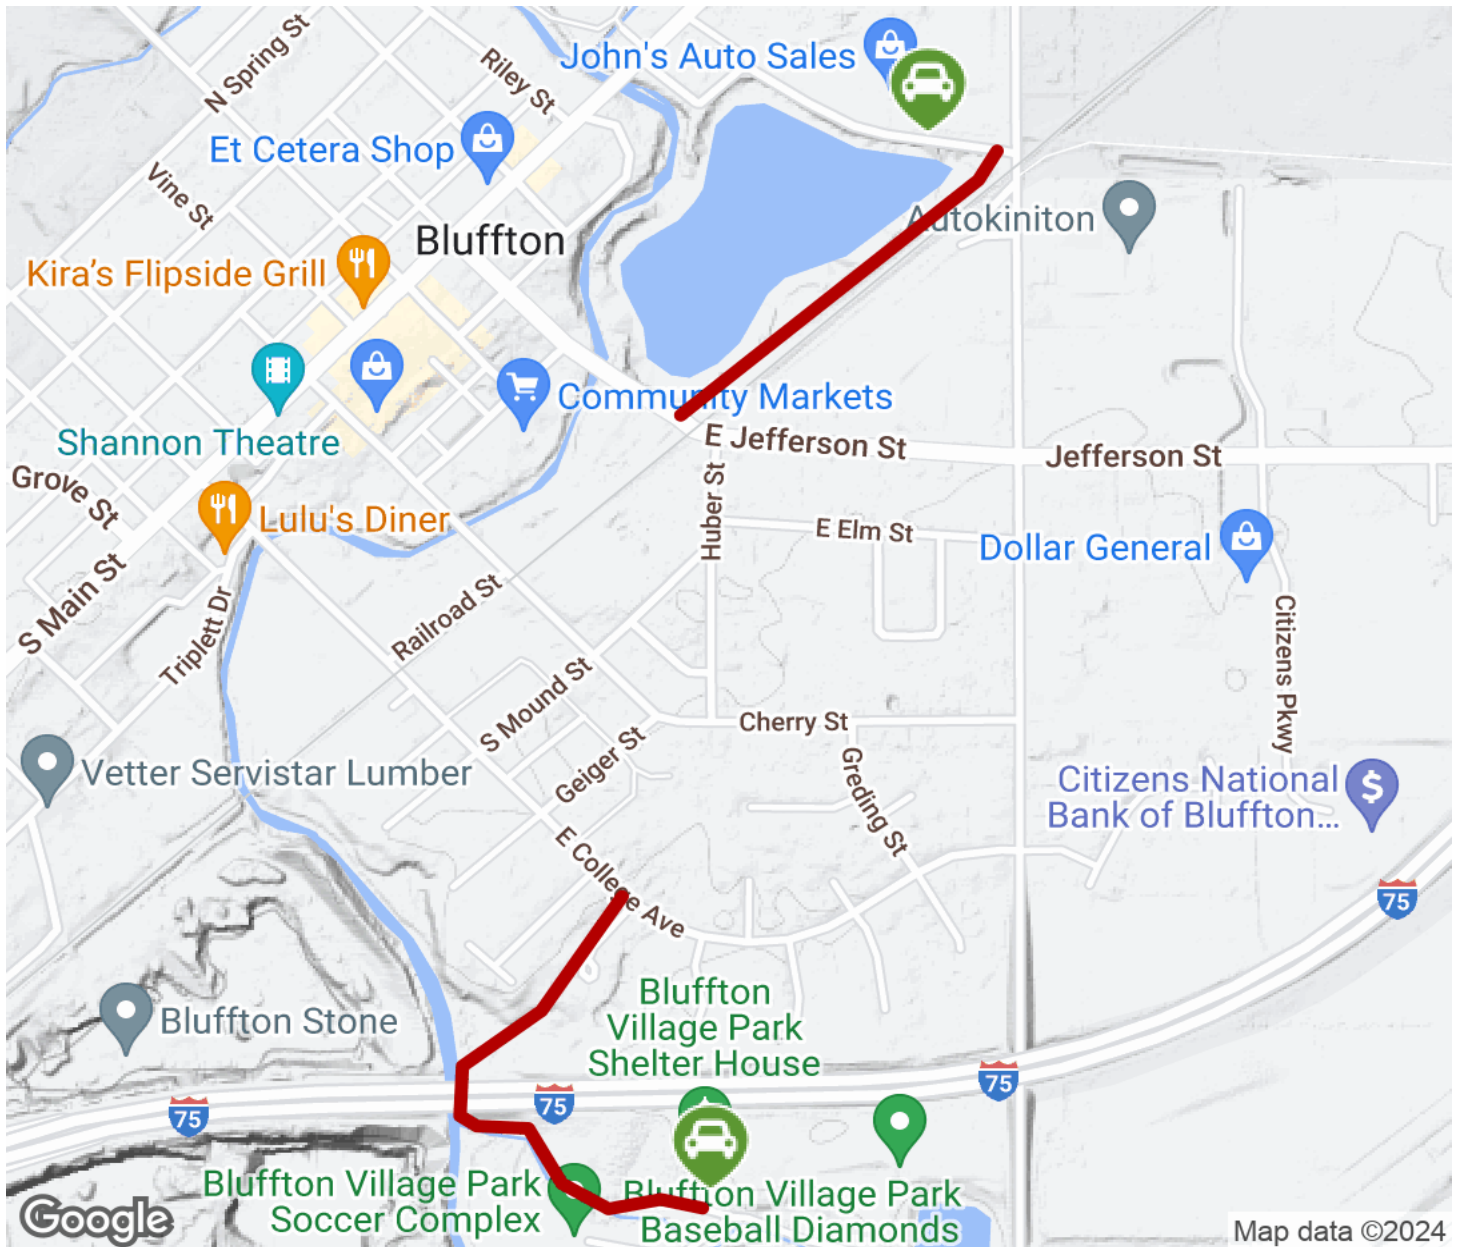 N Spring St
Riley St
John's Auto Sales
Et Cetera Shop
Vine St
Autokiniton
Bluffton
Kira's Flipside Grill
Community Markets
Shannon Theatre
E Jefferson St
Jefferson St
Grove St
Lulu's Diner
Huber St
E Elm St
Dollar General
S Main St
Triplett Dr
Railroad St
Citizens Pkwy
S Mound St
Cherry St
Geiger St
Vetter Servistar Lumber
Greding St
Citizens National
Bank of Bluffton...
$
E College Ave
75
Bluffton
Village Park
Shelter House
Bluffton Stone
75
75
75
Bluffton Village Park
Soccer Complex
Bluffton Village Park
Baseball Diamonds
Google
Map data ©2024